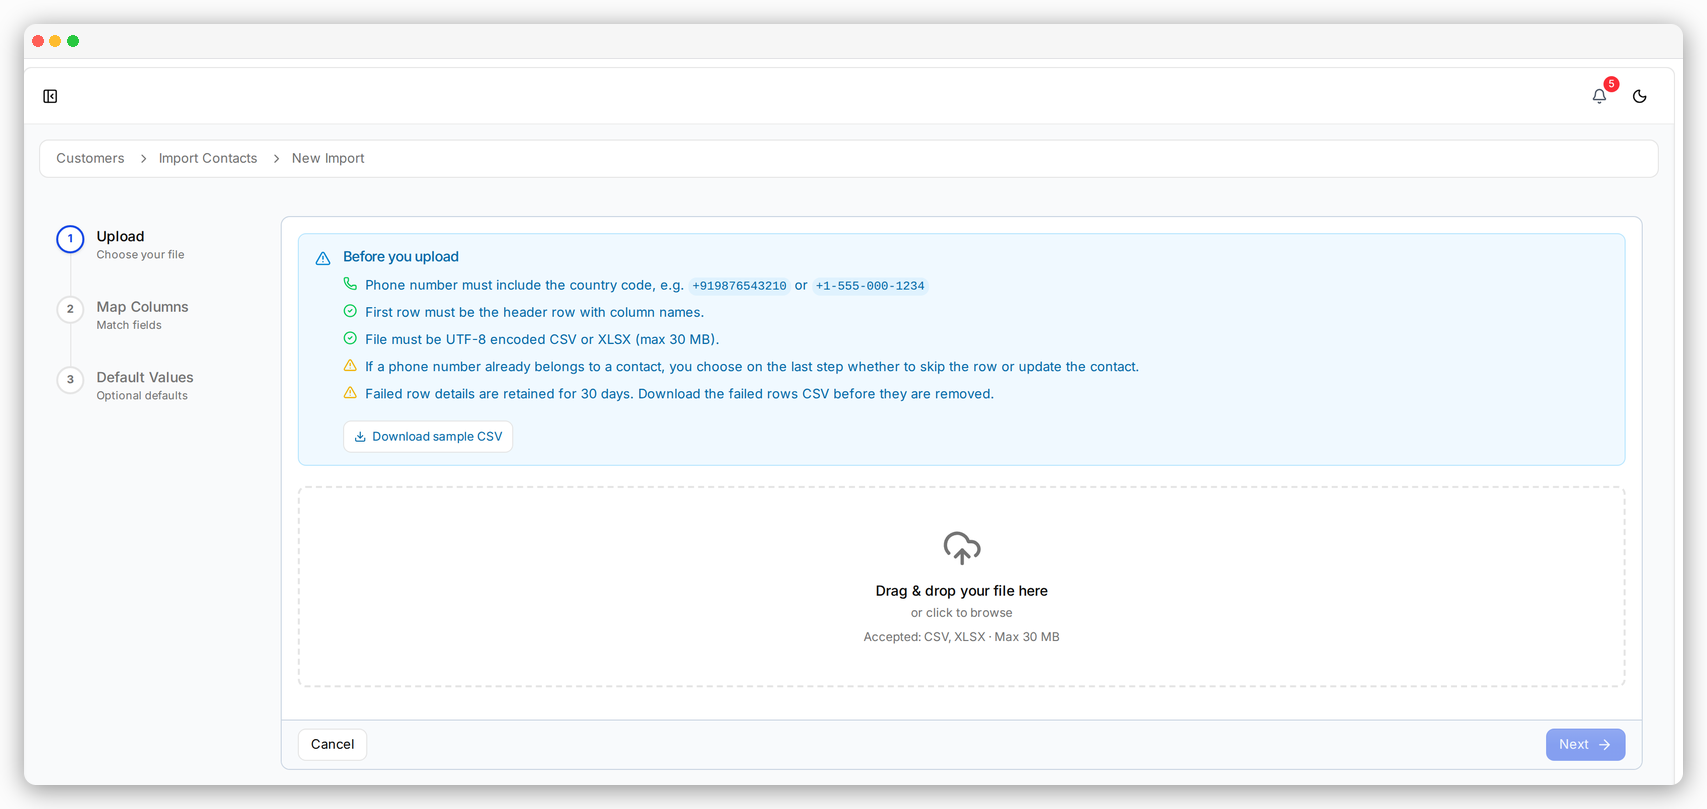 5
Customers > Import Contacts > New Import
1 Upload
Choose your file
2 Map Columns
Match fields
3 Default Values
Optional defaults
Before you upload
Phone number must include the country code, e.g. +919876543210 or +1-555-000-1234
First row must be the header row with column names.
File must be UTF-8 encoded CSV or XLSX (max 30 MB).
If a phone number already belongs to a contact, you choose on the last step whether to skip the row or update the contact.
Failed row details are retained for 30 days. Download the failed rows CSV before they are removed.
Download sample CSV
Drag & drop your file here
or click to browse
Accepted: CSV, XLSX · Max 30 MB
Cancel
Next